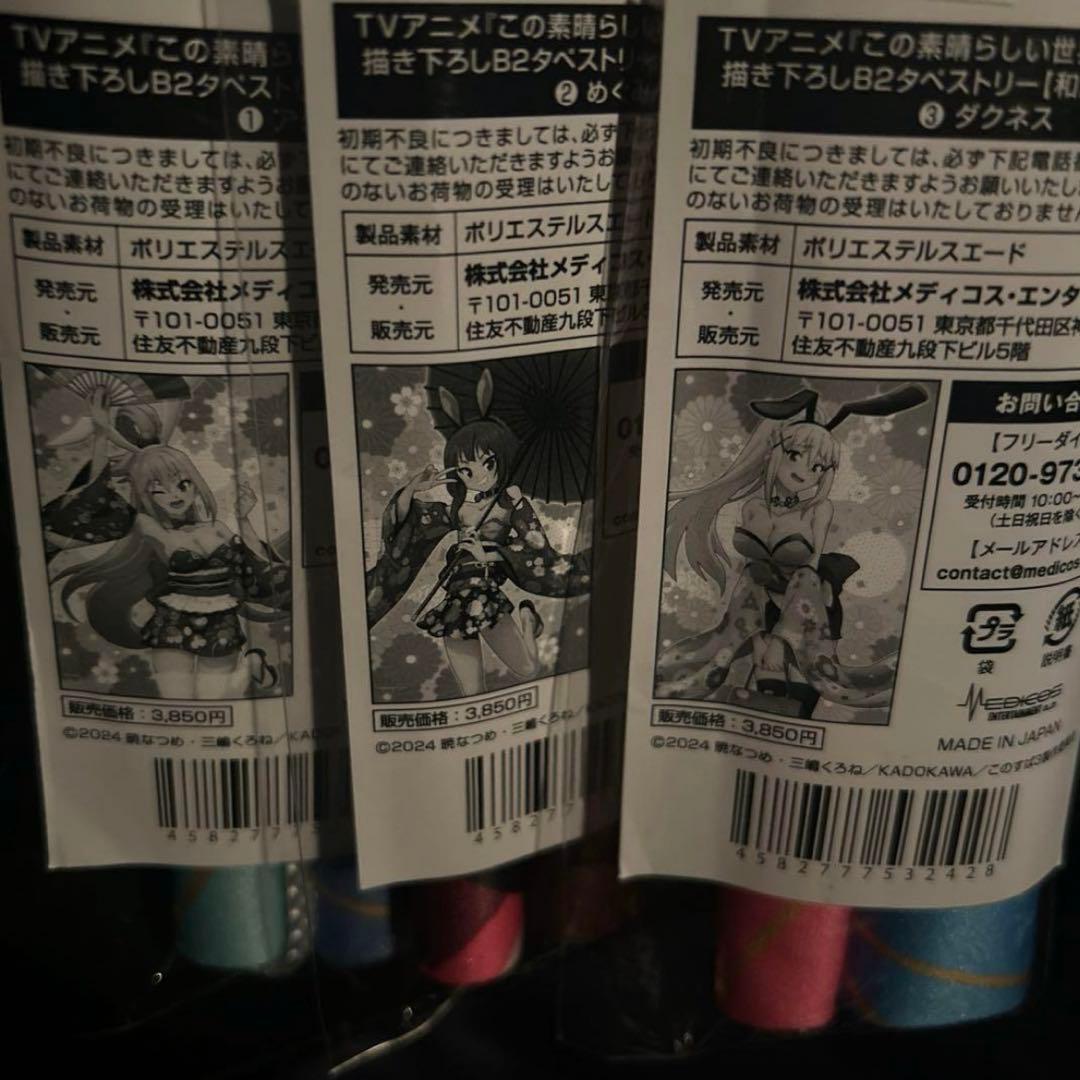 TVアニメ『この素晴ら
描き下ろしB2タペスト
①
初期不良につきましては、必ず
にてご連絡いただきますようお
のないお荷物の受理はいたして
製品素材 ポリエステルスエ
発売元・販売元 株式会社メディコ
〒101-0051 東京
住友不動産九段下ビ
販売価格：3,850円
©2024 暁なつめ・三嶋くろね/KAD
458277
TVアニメ『この素晴らし
描き下ろしB2タペストリ
② めぐ
初期不良につきましては、必ず
にてご連絡いただきますようお
のないお荷物の受理はいたして
製品素材 ポリエステルスエ
発売元・販売元 株式会社メディ
〒101-0051 東
住友不動産九段下
販売価格：3,850円
©2024 暁なつめ・三嶋くろね/
458277
TVアニメ『この素晴らしい世
描き下ろしB2タペストリー【和
③ ダクネス
初期不良につきましては、必ず下記電話
にてご連絡いただきますようお願いいたし
のないお荷物の受理はいたしておりません
製品素材 ポリエステルスエード
発売元・販売元 株式会社メディコス・エンタ
〒101-0051 東京都千代田区神
住友不動産九段下ビル5階
お問い合
【フリーダイ
0120-973
受付時間 10:00~
(土日祝日を除く
【メールアドレス
contact@medicos
プラ
袋
紙
説明書
MEDICOS
ENTERTAINMENT
MADE IN JAPAN
販売価格：3,850円
©2024 暁なつめ・三嶋くろね/KADOKAWA/このすば3製作
4582777532428